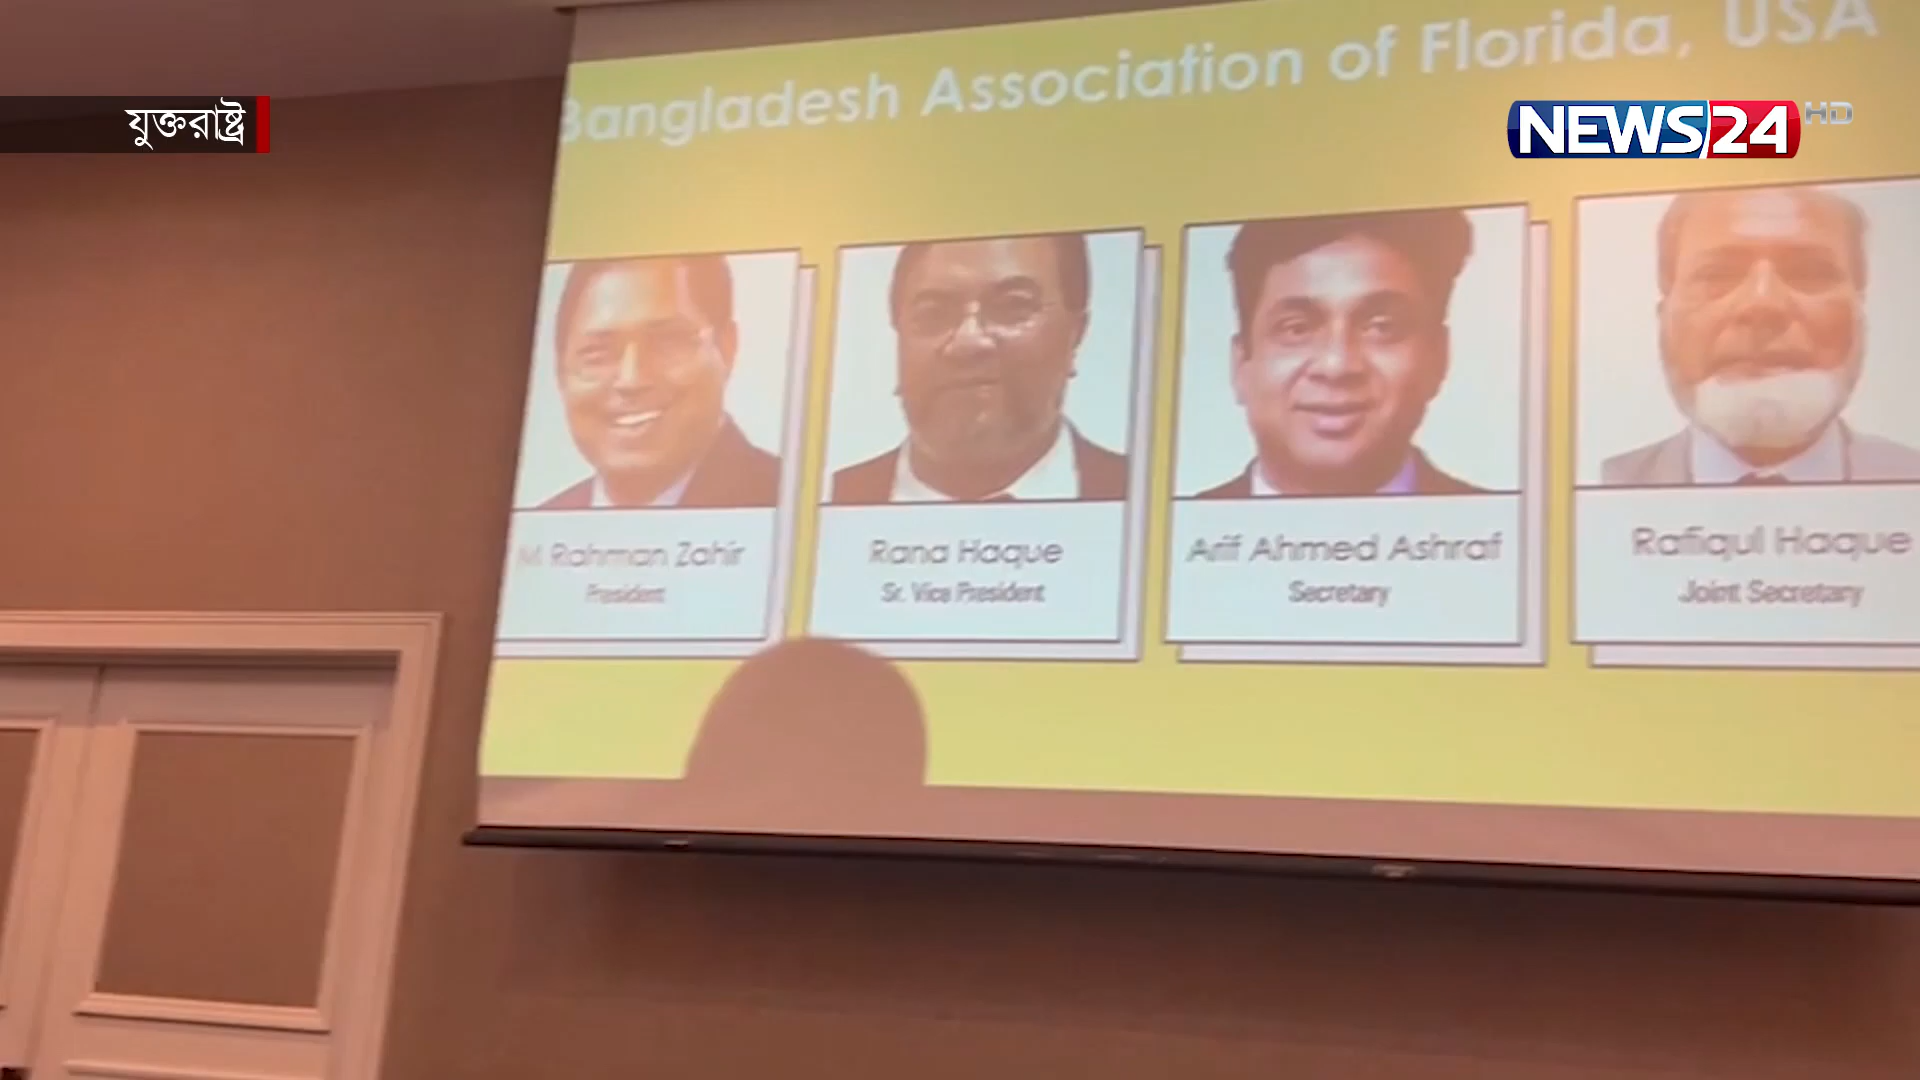 Bangladesh Association of Florida, USA
যুক্তরাষ্ট্র
NEWS24 HD
M Rahman Zahir
President
Rana Haque
Sr. Vice President
Arif Ahmed Ashraf
Secretary
Rafiqul Haque
Joint Secretary